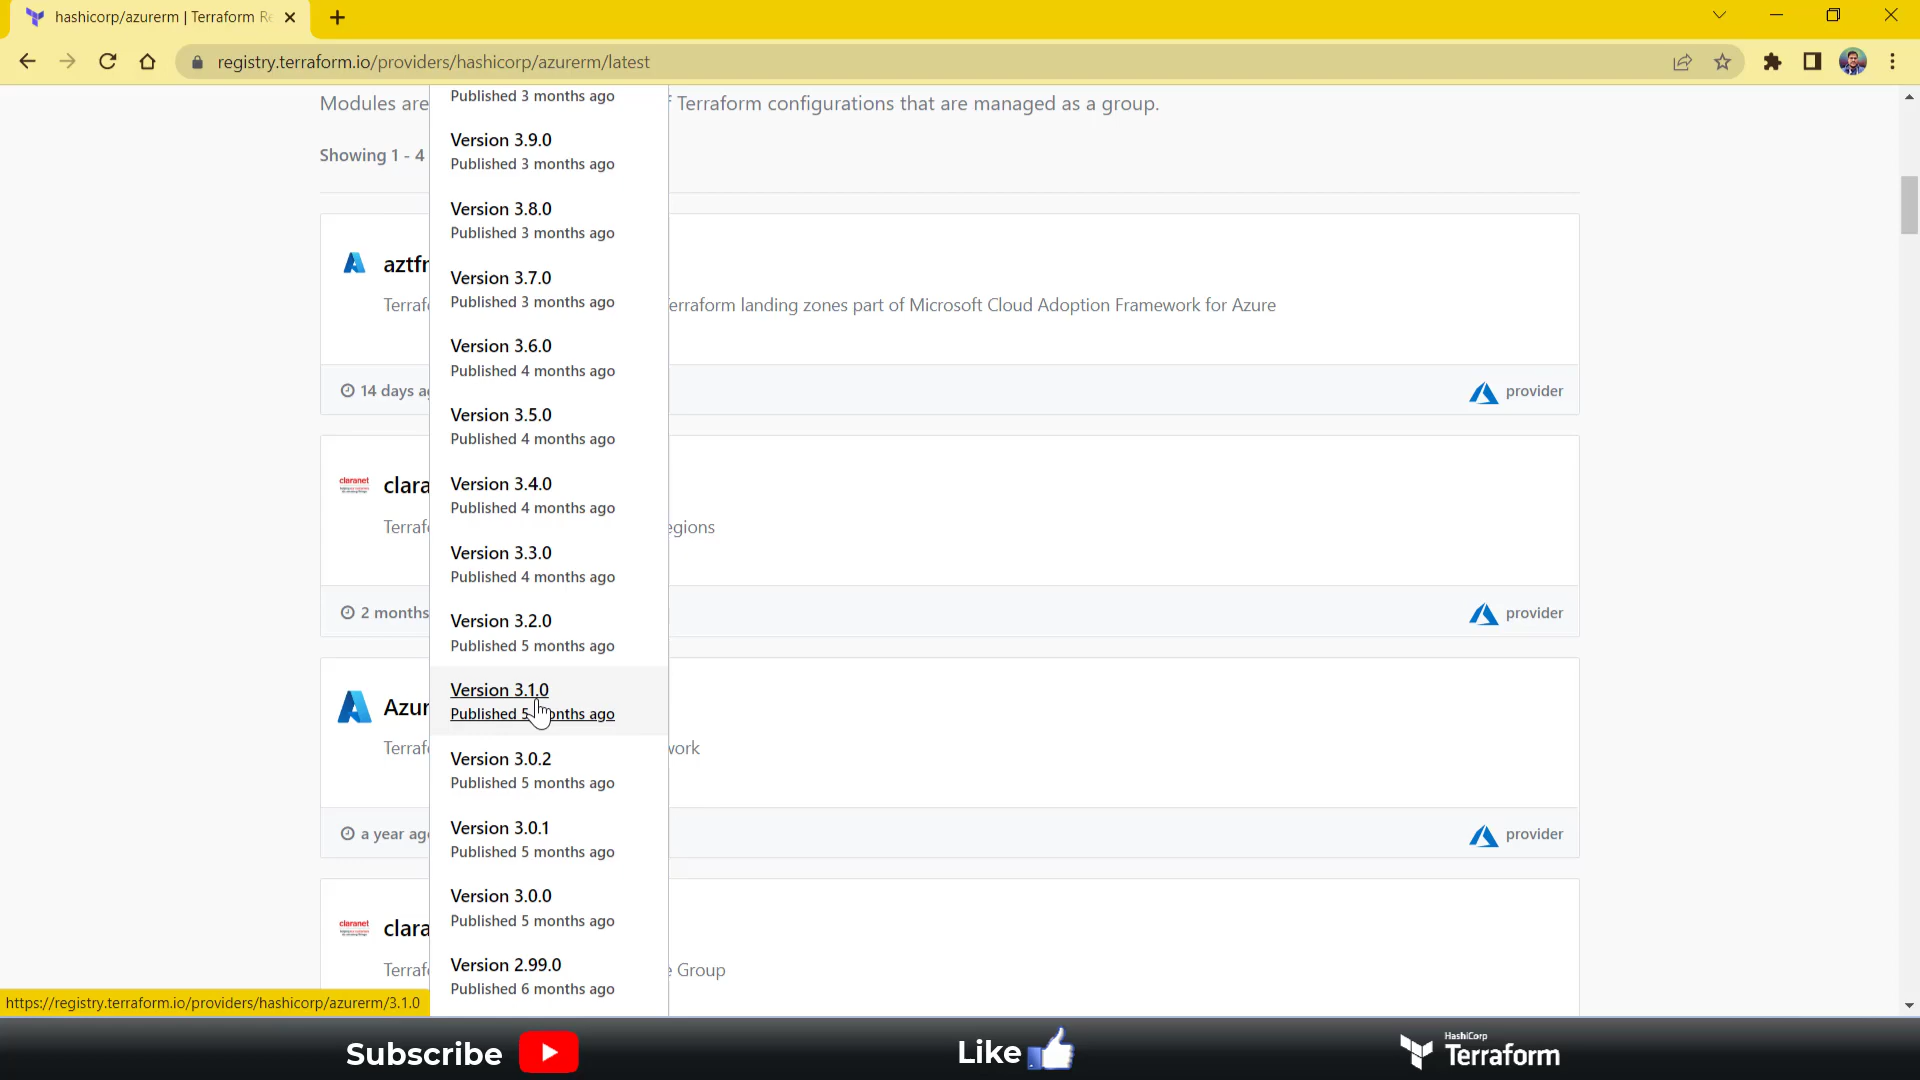 hashicorp/azurerm | Terraform Re
registry.terraform.io/providers/hashicorp/azurerm/latest
Published 3 months ago
Modules are
Terraform configurations that are managed as a group.
Version 3.9.0
Published 3 months ago
Showing 1 - 4
Version 3.8.0
Published 3 months ago
aztfm
Version 3.7.0
Published 3 months ago
Terraf
erraform landing zones part of Microsoft Cloud Adoption Framework for Azure
Version 3.6.0
Published 4 months ago
14 days ag
provider
Version 3.5.0
Published 4 months ago
clara
Version 3.4.0
Published 4 months ago
Terraf
egions
Version 3.3.0
Published 4 months ago
2 months
provider
Version 3.2.0
Published 5 months ago
Azur
Version 3.1.0
Published 5 months ago
Terraf
work
Version 3.0.2
Published 5 months ago
a year ago
provider
Version 3.0.1
Published 5 months ago
claranet
clara
Version 3.0.0
Published 5 months ago
Terraf
e Group
Version 2.99.0
Published 6 months ago
https://registry.terraform.io/providers/hashicorp/azurerm/3.1.0
Subscribe
Like
HashiCorp
Terraform